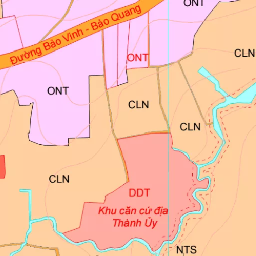 ONT
Đường Bảo Vinh - Bảo Quang
CLN
ONT
ONT
CLN
CLN
CLN
DDT
Khu căn cứ địa
Thành Ủy
NTS